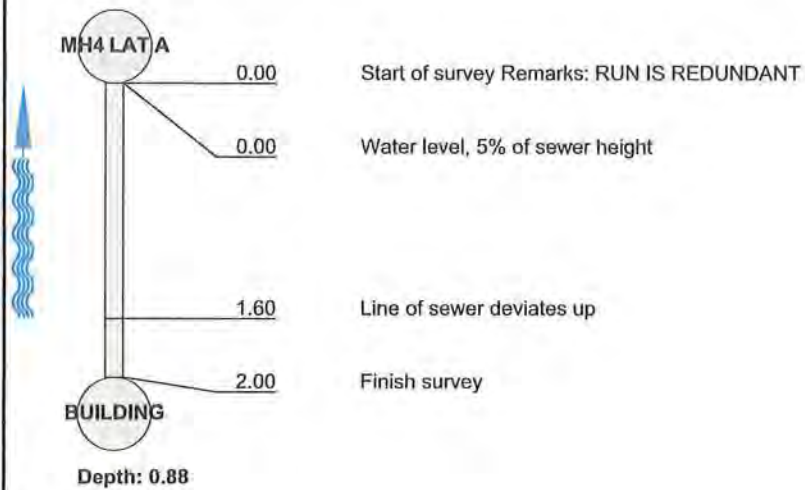 MH4 LAT A
0.00 Start of survey Remarks: RUN IS REDUNDANT
0.00 Water level, 5% of sewer height
1.60 Line of sewer deviates up
2.00 Finish survey
BUILDING
Depth: 0.88